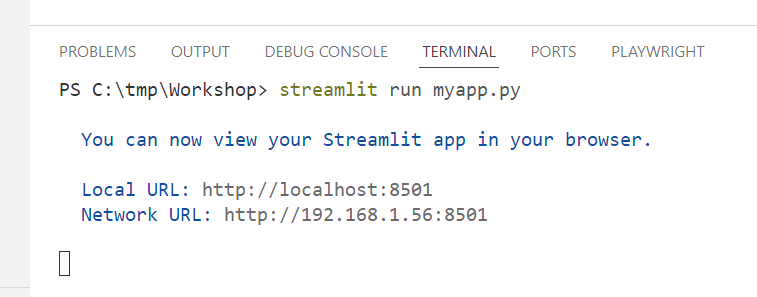 PROBLEMS OUTPUT DEBUG CONSOLE TERMINAL PORTS PLAYWRIGHT
PS C:\tmp\Workshop> streamlit run myapp.py
You can now view your Streamlit app in your browser.
Local URL: http://localhost:8501
Network URL: http://192.168.1.56:8501